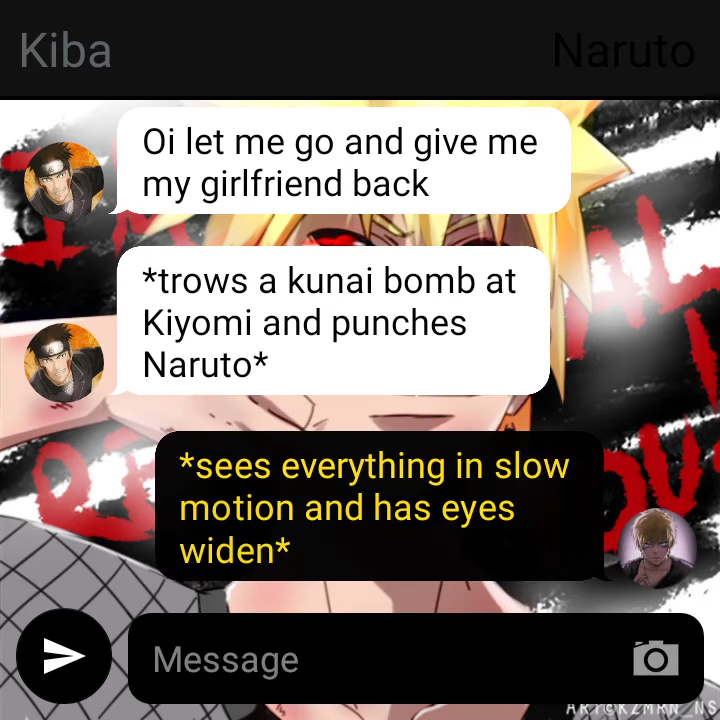 Kiba
Naruto
Oi let me go and give me
my girlfriend back
*trows a kunai bomb at
Kiyomi and punches
Naruto*
*sees everything in slow
motion and has eyes
widen*
Message